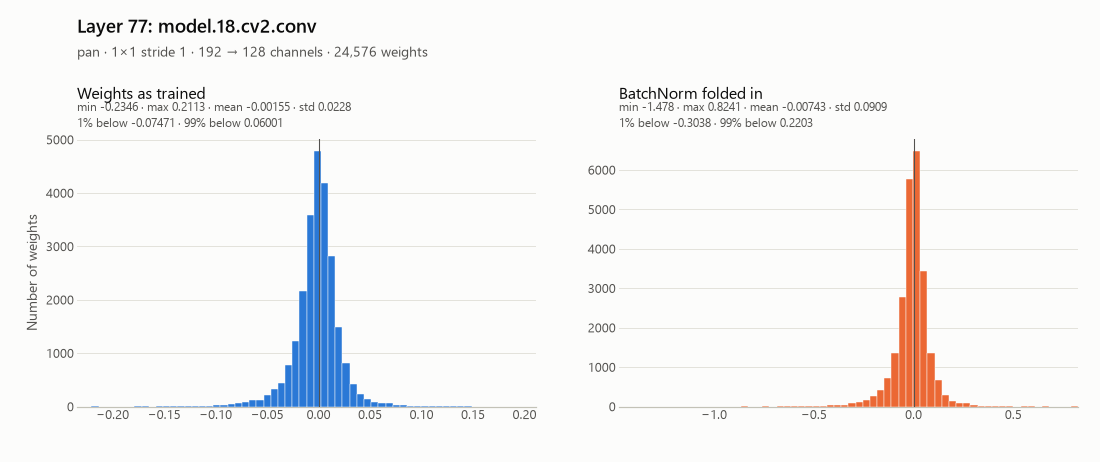 Layer 77: model.18.cv2.conv
pan · 1×1 stride 1 · 192 → 128 channels · 24,576 weights
Weights as trained
min -0.2346 · max 0.2113 · mean -0.00155 · std 0.0228
1% below -0.07471 · 99% below 0.06001
5000
4000
3000
2000
1000
0
Number of weights
−0.20 −0.15 −0.10 −0.05 0.00 0.05 0.10 0.15 0.20
BatchNorm folded in
min -1.478 · max 0.8241 · mean -0.00743 · std 0.0909
1% below -0.3038 · 99% below 0.2203
6000
5000
4000
3000
2000
1000
0
−1.0 −0.5 0.0 0.5